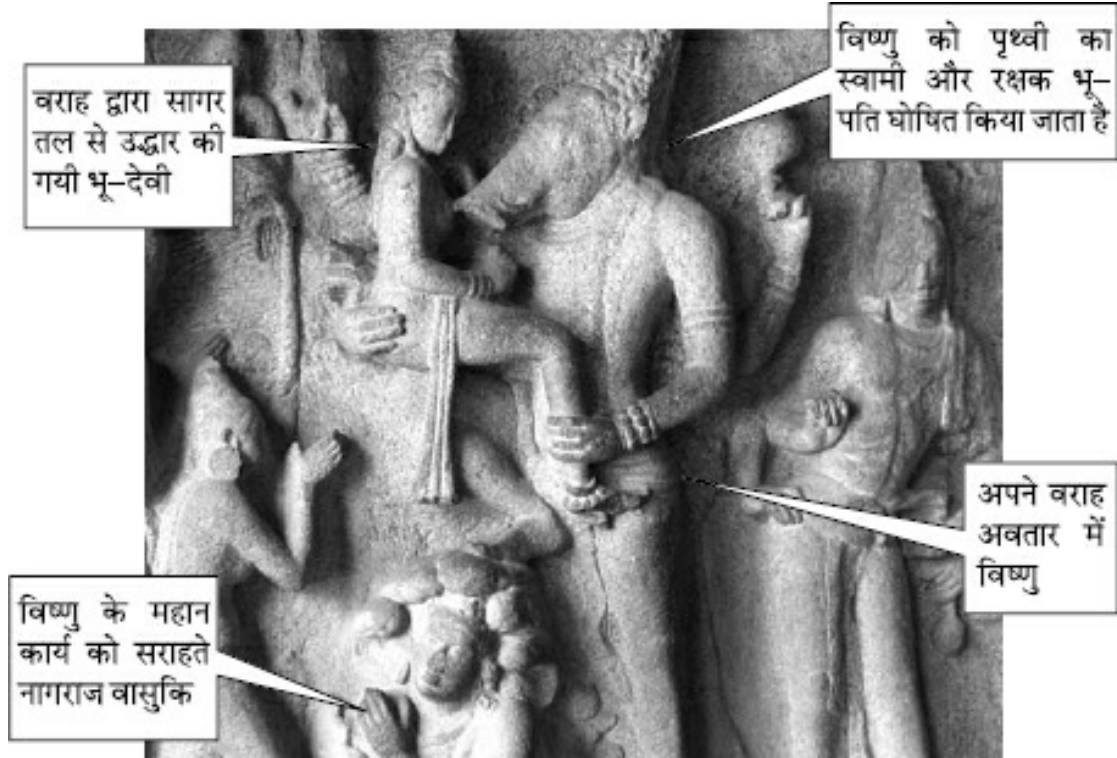 वराह द्वारा सागर
तल से उद्धार की
गयी भू–देवी
विष्णु को पृथ्वी का
स्वामी और रक्षक भू–
पति घोषित किया जाता है
अपने वराह
अवतार में
विष्णु
विष्णु के महान
कार्य को सराहते
नागराज वासुकि